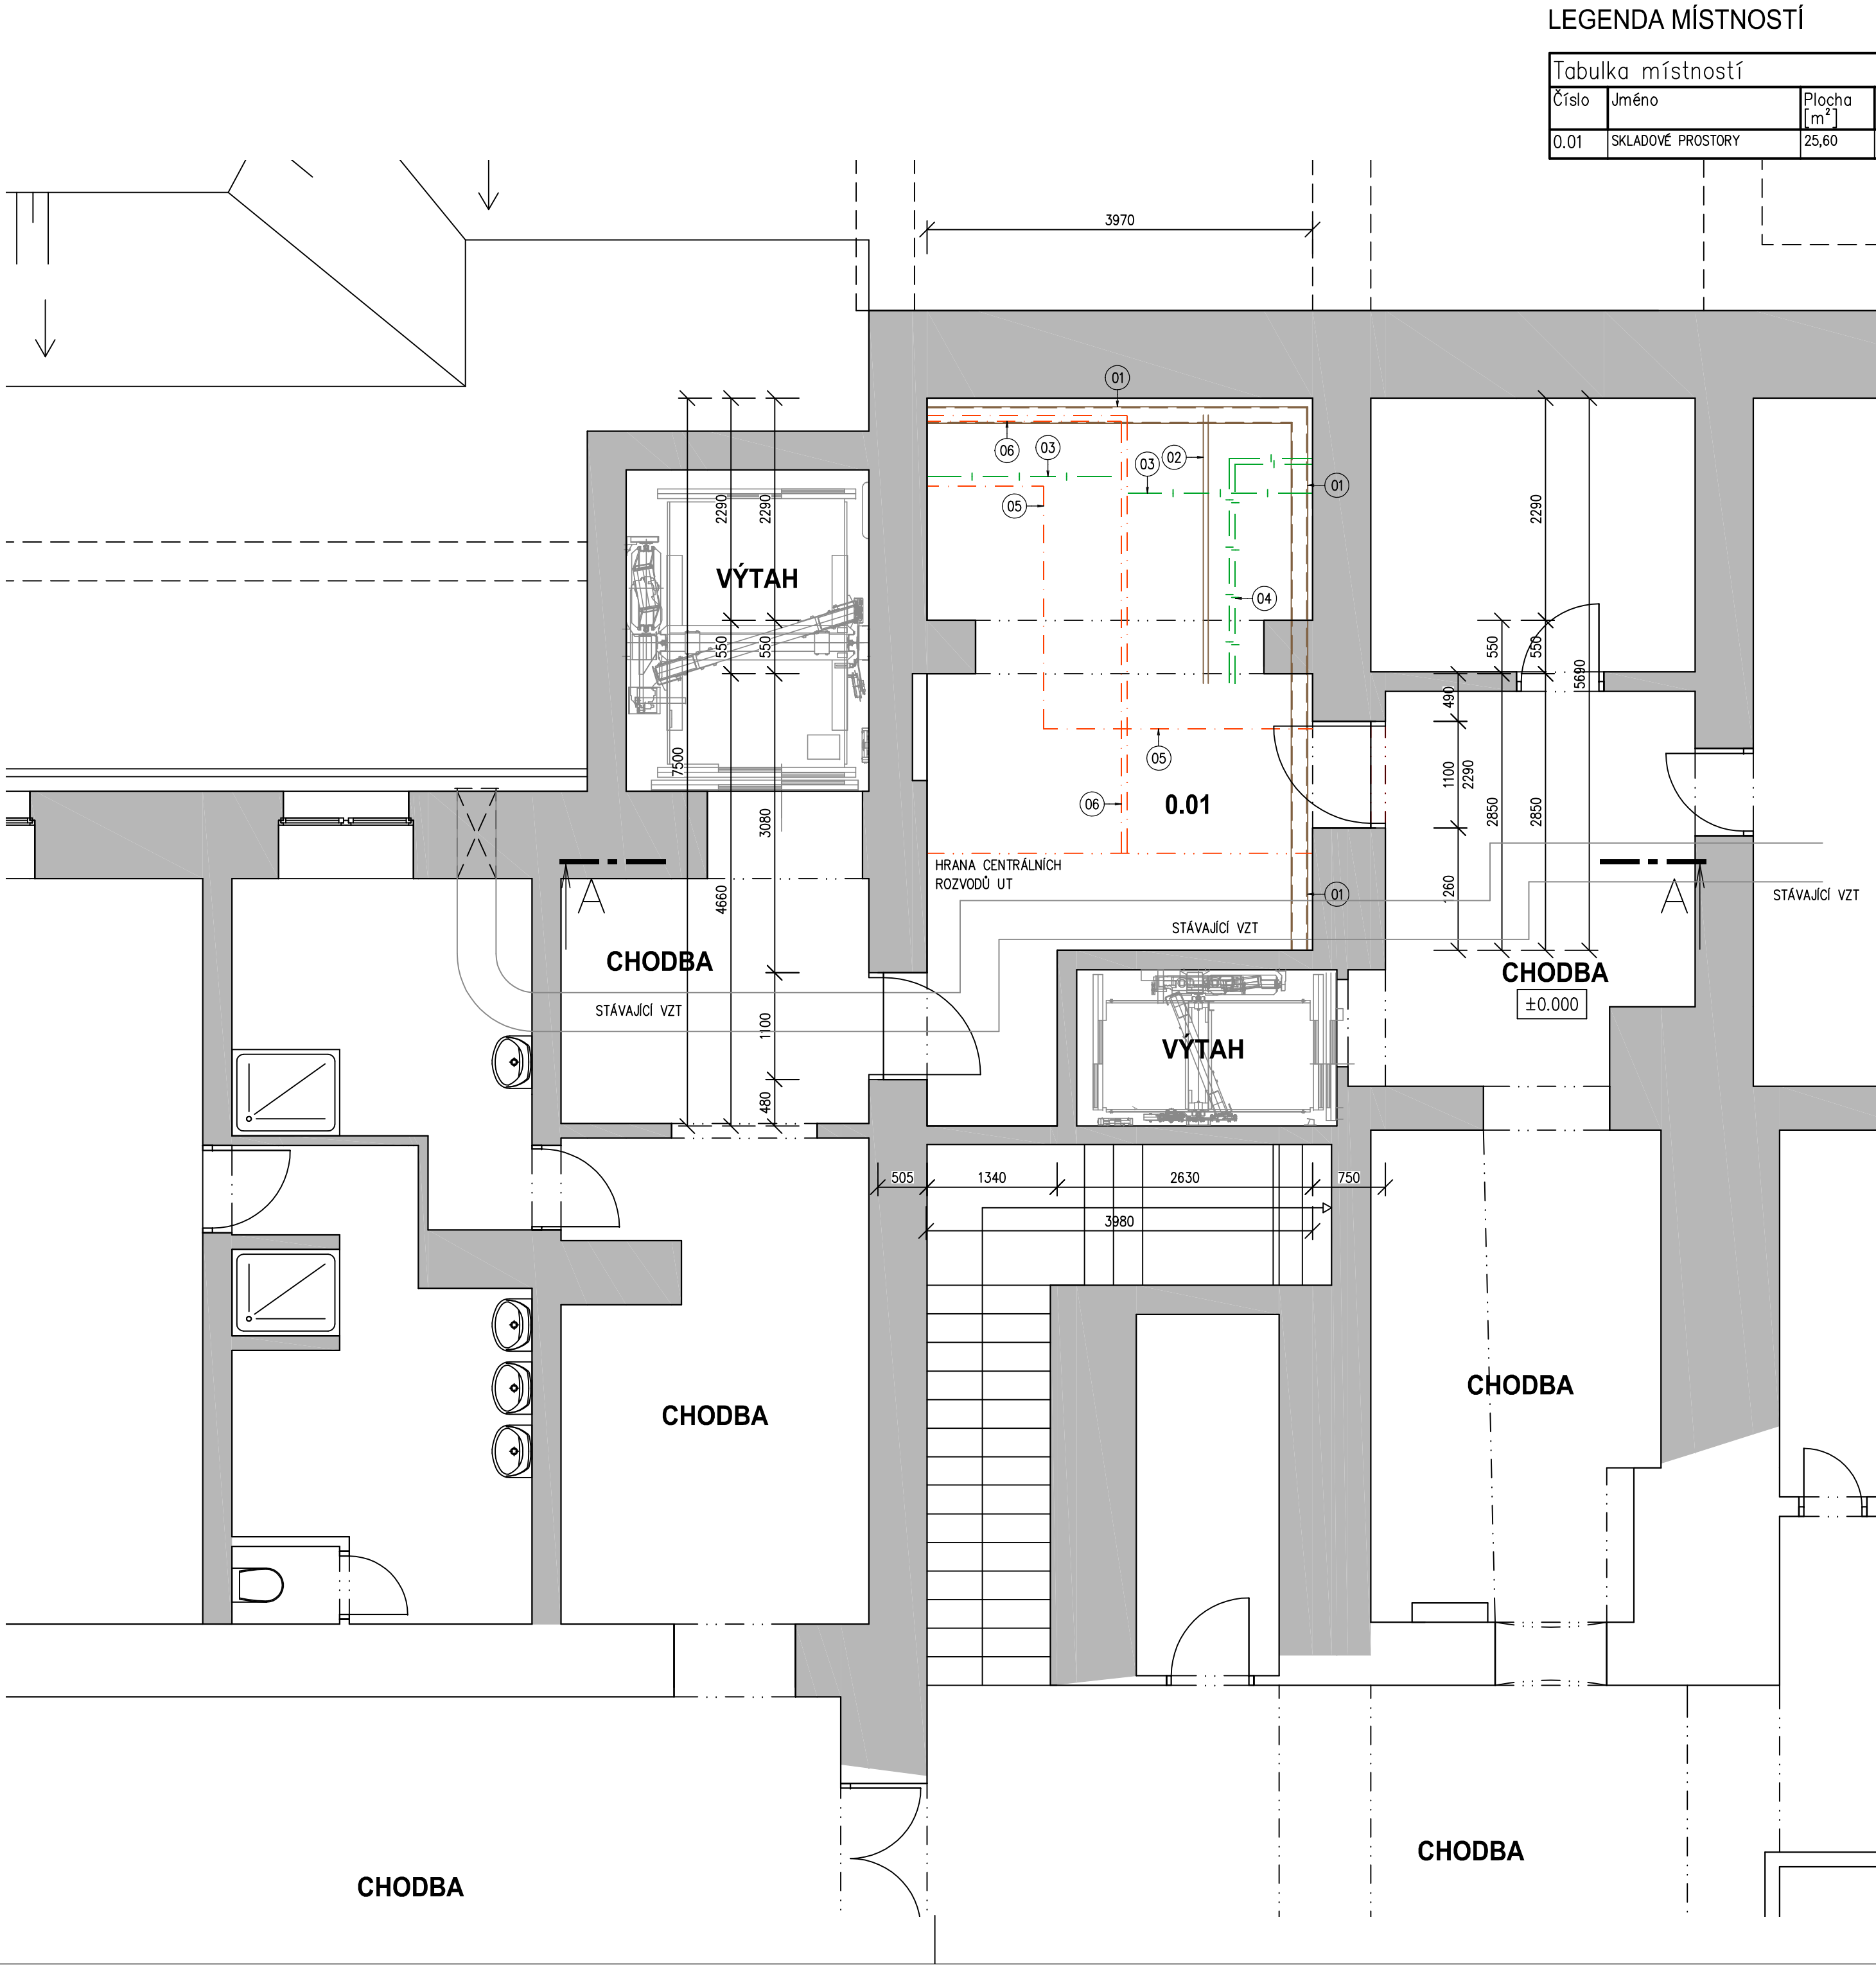 LEGENDA MÍSTNOSTÍ
Tabulka místností
Číslo Jméno Plocha [m²]
0.01 SKLADOVÉ PROSTORY 25,60
3970
01
06
03
03
02
01
05
04
2290
2290
2290
VÝTAH
550
550
550
550
5690
490
7500
05
1100
2290
06
0.01
3080
2850
2850
HRANA CENTRÁLNÍCH
ROZVODŮ UT
A
A
4660
1260
01
STÁVAJÍCÍ VZT
STÁVAJÍCÍ VZT
CHODBA
CHODBA
±0.000
STÁVAJÍCÍ VZT
1100
VÝTAH
480
505
1340
2630
750
3980
CHODBA
CHODBA
CHODBA
CHODBA